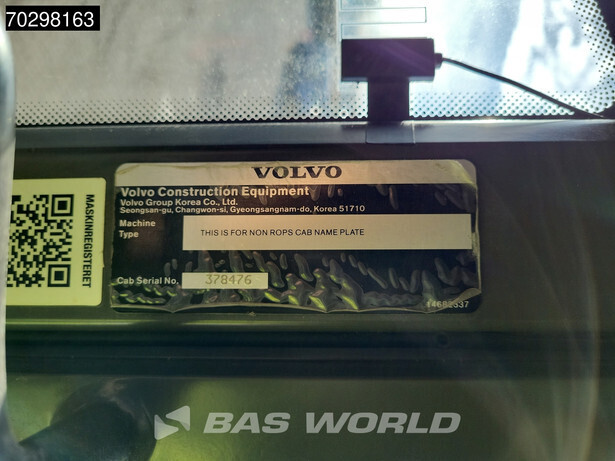 70298163
VOLVO
Volvo Construction Equipment
Volvo Group Korea Co., Ltd.
Seongsan-gu, Changwon-si, Gyeongsangnam-do, Korea 51710
Machine
Type
THIS IS FOR NON ROPS CAB NAME PLATE
Cab Serial No.
378476
14682337
MASKINREGISTERET
BAS WORLD